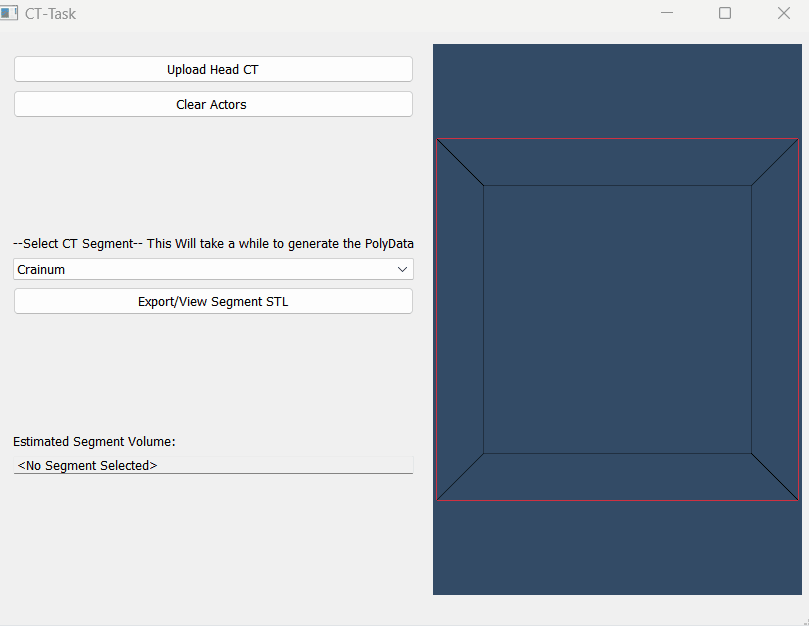 CT-Task
Upload Head CT
Clear Actors
--Select CT Segment-- This Will take a while to generate the PolyData
Crainum
Export/View Segment STL
Estimated Segment Volume:
<No Segment Selected>